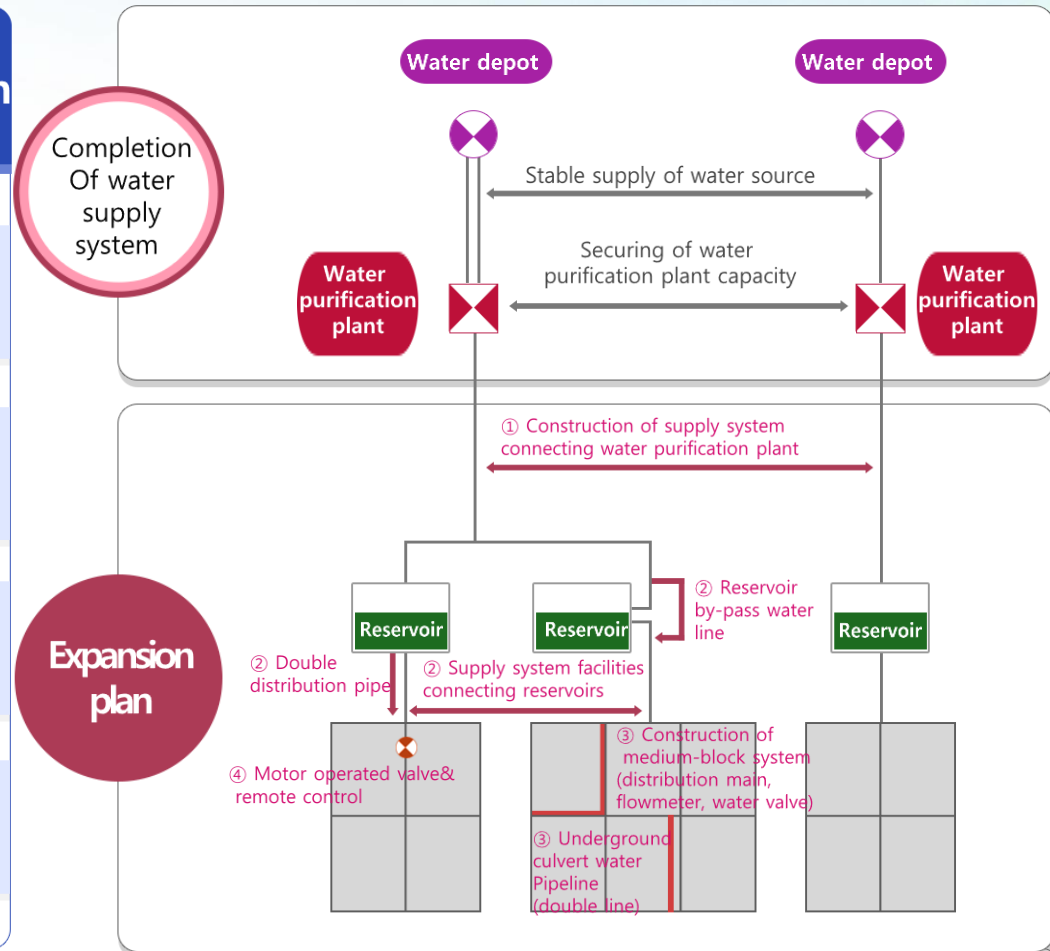 n
Completion
Of water
supply
system
Water depot
Water depot
Stable supply of water source
Securing of water
purification plant capacity
Water
purification
plant
Water
purification
plant
Expansion
plan
① Construction of supply system
connecting water purification plant
Reservoir
Reservoir
Reservoir
② Reservoir
by-pass water
line
② Double
distribution pipe
② Supply system facilities
connecting reservoirs
③ Construction of
medium-block system
(distribution main,
flowmeter, water valve)
④ Motor operated valve&
remote control
③ Underground
culvert water
Pipeline
(double line)